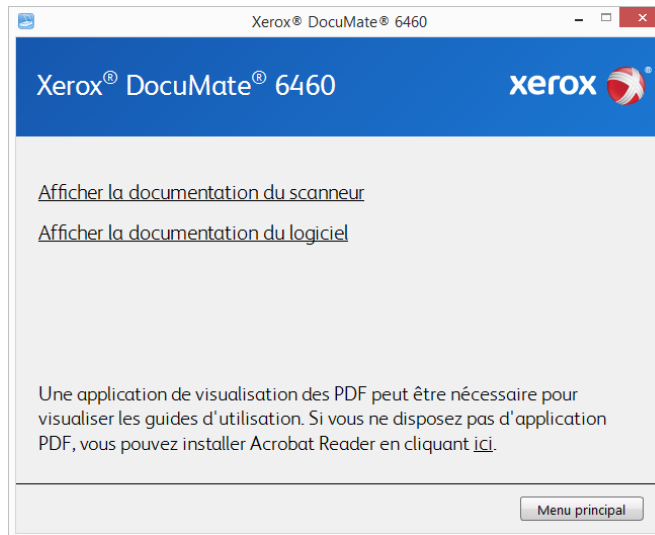 Xerox® DocuMate® 6460
Xerox® DocuMate® 6460
xerox ®
Afficher la documentation du scanneur
Afficher la documentation du logiciel
Une application de visualisation des PDF peut être nécessaire pour
visualiser les guides d'utilisation. Si vous ne disposez pas d'application
PDF, vous pouvez installer Acrobat Reader en cliquant ici.
Menu principal